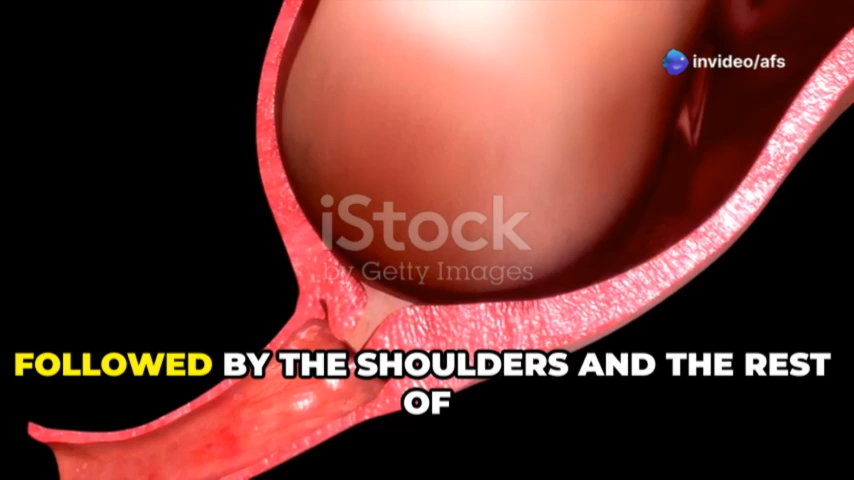 invideo/afs
iStock
by Getty Images
FOLLOWED BY THE SHOULDERS AND THE REST
OF